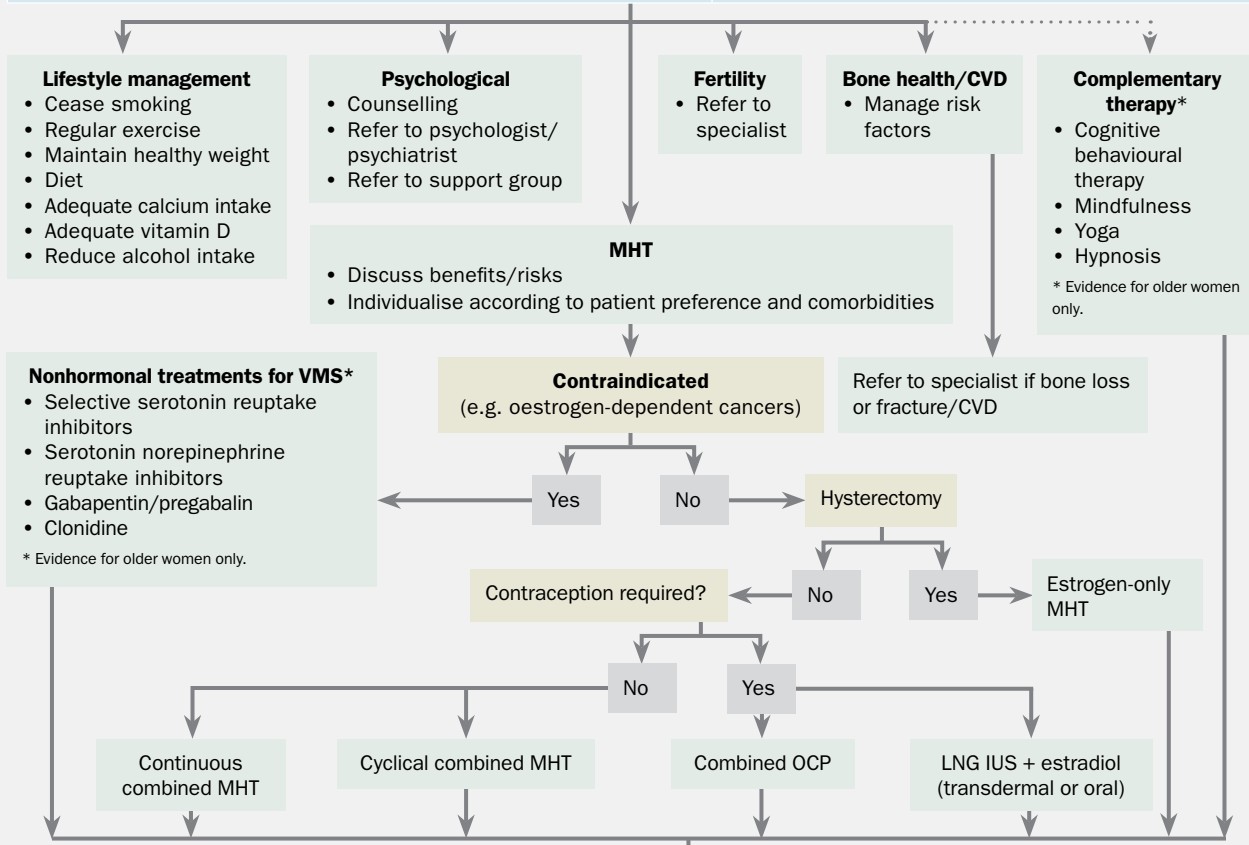 Lifestyle management
• Cease smoking
• Regular exercise
• Maintain healthy weight
• Diet
• Adequate calcium intake
• Adequate vitamin D
• Reduce alcohol intake
Psychological
• Counselling
• Refer to psychologist/
psychiatrist
• Refer to support group
Fertility
• Refer to
specialist
Bone health/CVD
• Manage risk
factors
Complementary
therapy*
• Cognitive
behavioural
therapy
• Mindfulness
• Yoga
• Hypnosis
* Evidence for older women
only.
MHT
• Discuss benefits/risks
• Individualise according to patient preference and comorbidities
Nonhormonal treatments for VMS*
• Selective serotonin reuptake
inhibitors
• Serotonin norepinephrine
reuptake inhibitors
• Gabapentin/pregabalin
• Clonidine
* Evidence for older women only.
Contraindicated
(e.g. oestrogen-dependent cancers)
Refer to specialist if bone loss
or fracture/CVD
Yes
No
Hysterectomy
Contraception required?
No
Yes
Estrogen-only
MHT
No
Yes
Continuous
combined MHT
Cyclical combined MHT
Combined OCP
LNG IUS + estradiol
(transdermal or oral)